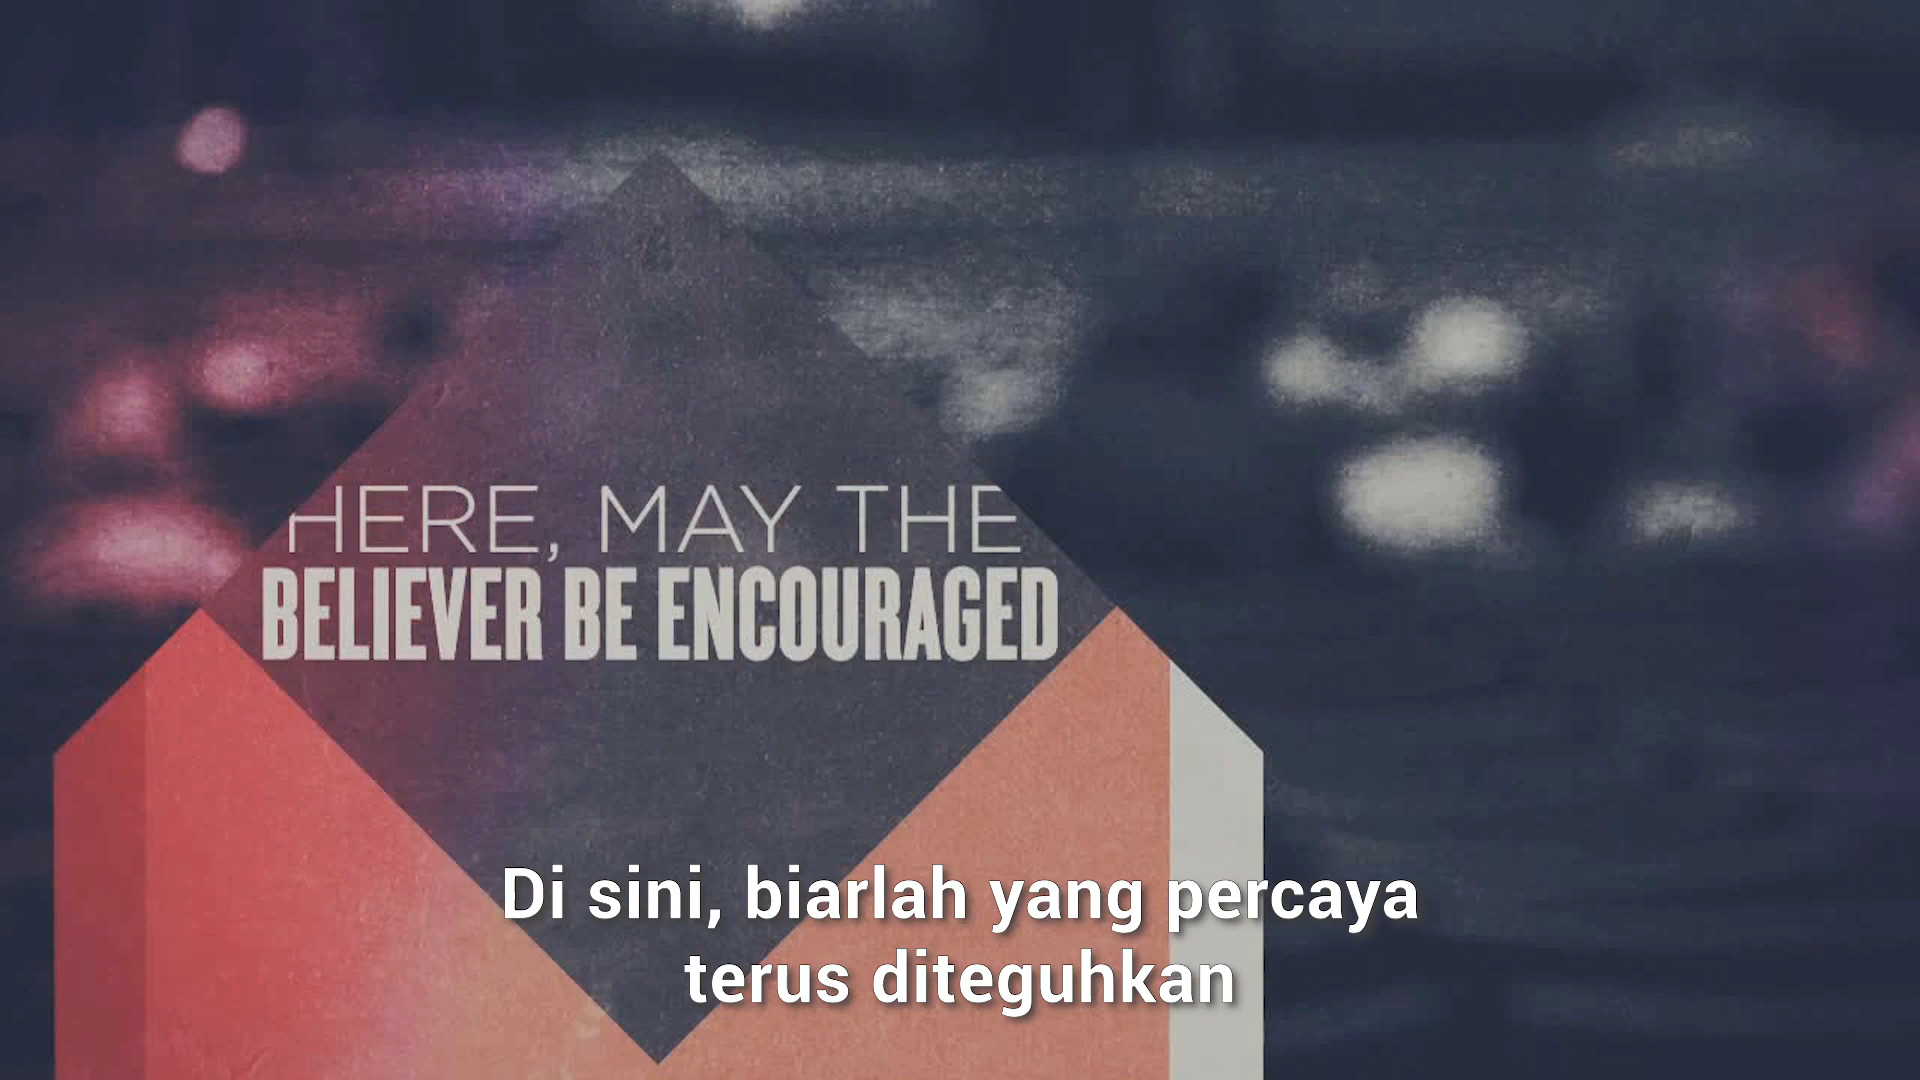 HERE, MAY THE
BELIEVER BE ENCOURAGED
Di sini, biarlah yang percaya
terus diteguhkan